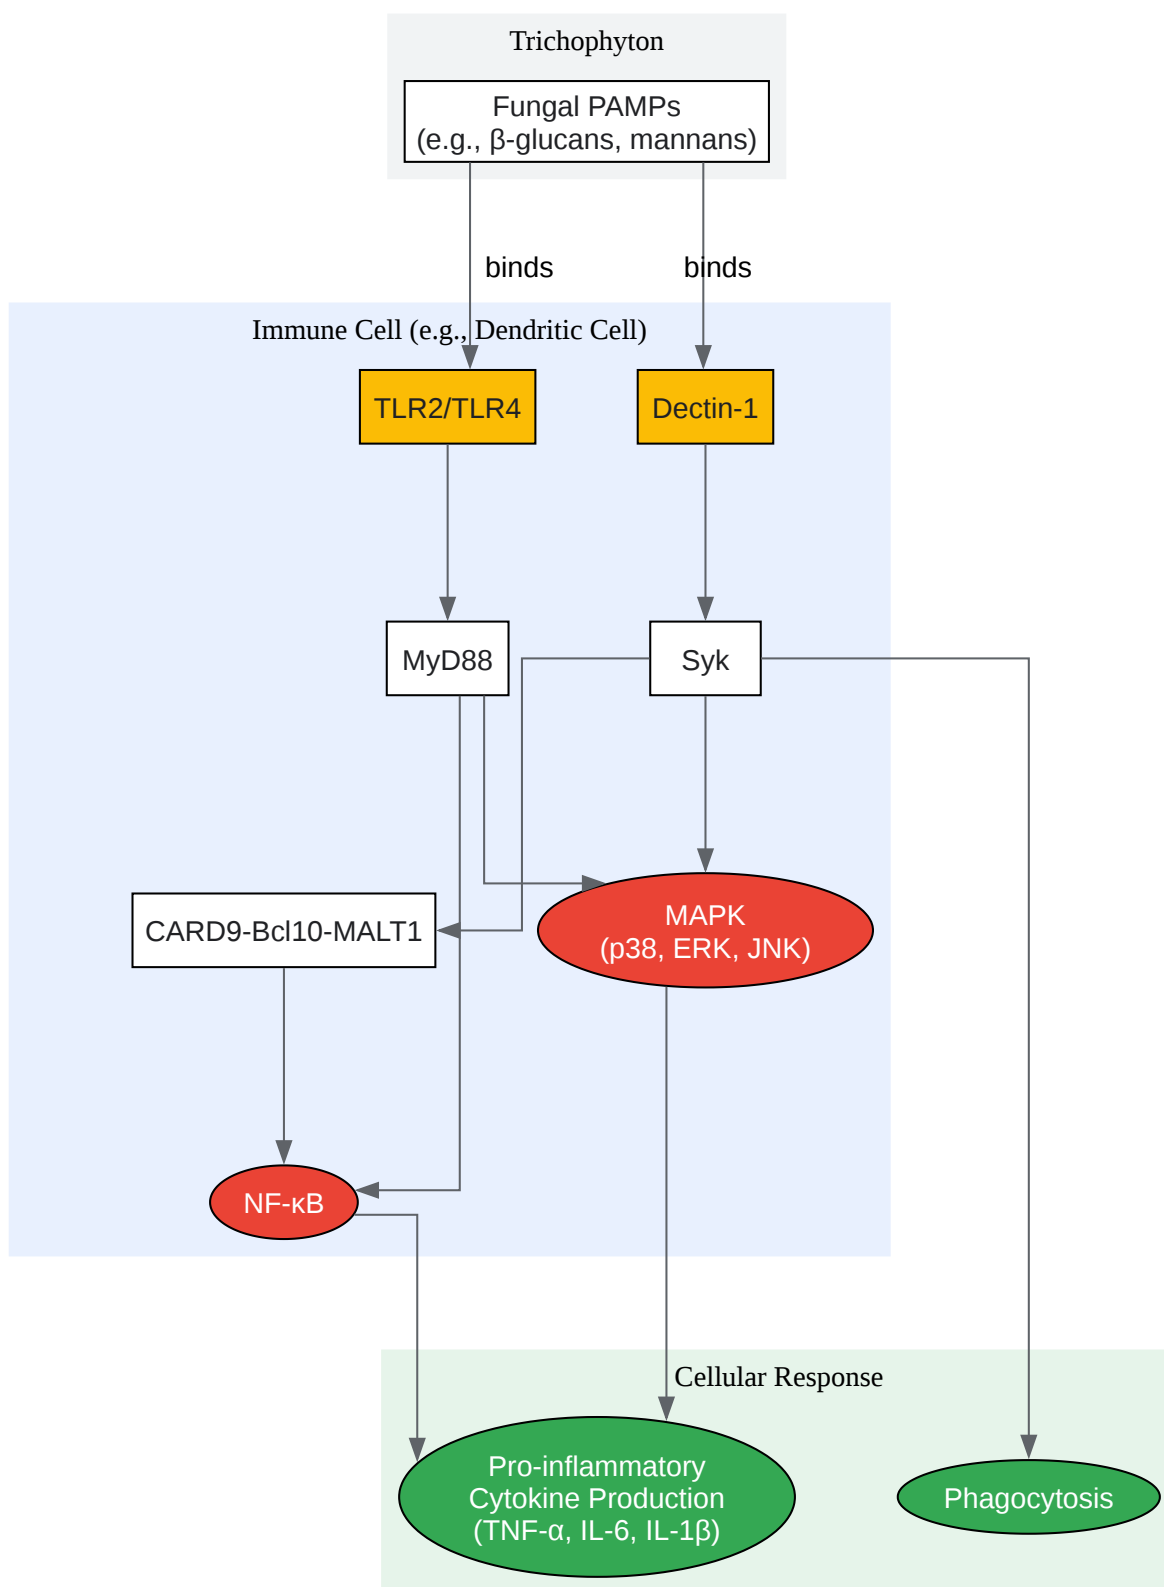 Trichophyton
Fungal PAMPs
(e.g., β-glucans, mannans)
binds
binds
Immune Cell (e.g., Dendritic Cell)
TLR2/TLR4
Dectin-1
MyD88
Syk
CARD9-Bcl10-MALT1
MAPK
(p38, ERK, JNK)
NF-κB
Cellular Response
Pro-inflammatory
Cytokine Production
(TNF-α, IL-6, IL-1β)
Phagocytosis